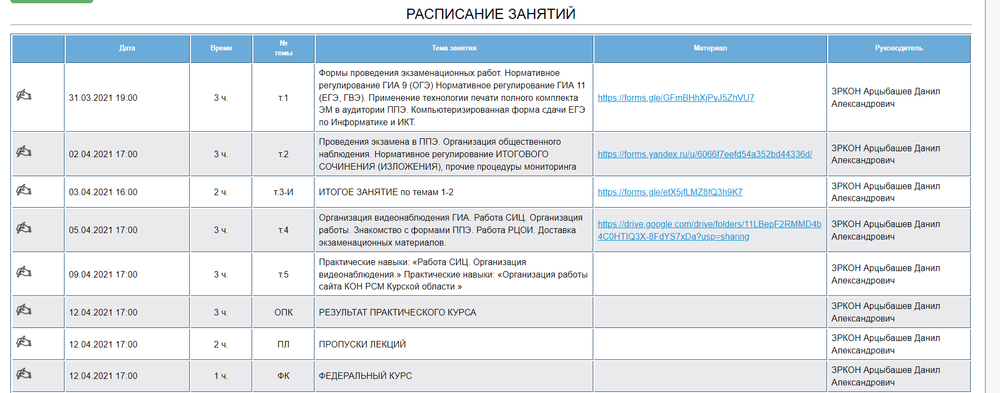 РАСПИСАНИЕ ЗАНЯТИЙ
Дата
Время
№
темы
Тема занятия
Материал
Руководитель
31.03.2021 19:00
3 ч.
т.1
Формы проведения экзаменационных работ. Нормативное
регулирование ГИА 9 (ОГЭ) Нормативное регулирование ГИА 11
(ЕГЭ, ГВЭ). Применение технологии печати полного комплекта
ЭМ в аудитории ППЭ. Компьютеризированная форма сдачи ЕГЭ
по Информатике и ИКТ.
https://forms.gle/GFmBHhXjPvJ5ZhVU7
ЗРКОН Арцыбашев Данил
Александрович
02.04.2021 17:00
3 ч.
т.2
Проведения экзамена в ППЭ. Организация общественного
наблюдения. Нормативное регулирование ИТОГОВОГО
СОЧИНЕНИЯ (ИЗЛОЖЕНИЯ), прочие процедуры мониторинга
https://forms.yandex.ru/u/6066f7eefd54a352bd44336d/
ЗРКОН Арцыбашев Данил
Александрович
03.04.2021 16:00
2 ч.
т.3-И
ИТОГОЕ ЗАНЯТИЕ по темам 1-2
https://forms.gle/etX5jfLMZ8fQ3h9K7
ЗРКОН Арцыбашев Данил
Александрович
05.04.2021 17:00
3 ч.
т.4
Организация видеонаблюдения ГИА. Работа СИЦ. Организация
работы. Знакомство с формами ППЭ. Работа РЦОИ. Доставка
экзаменационных материалов.
https://drive.google.com/drive/folders/11LBepF2RMMD4b
4C0HTIQ3X-8FdYS7xDa?usp=sharing
ЗРКОН Арцыбашев Данил
Александрович
09.04.2021 17:00
3 ч.
т.5
Практические навыки: «Работа СИЦ. Организация
видеонаблюдения.» Практические навыки: «Организация работы
сайта КОН РСМ Курской области.»
ЗРКОН Арцыбашев Данил
Александрович
12.04.2021 17:00
3 ч.
ОПК
РЕЗУЛЬТАТ ПРАКТИЧЕСКОГО КУРСА
ЗРКОН Арцыбашев Данил
Александрович
12.04.2021 17:00
2 ч.
ПЛ
ПРОПУСКИ ЛЕКЦИЙ
ЗРКОН Арцыбашев Данил
Александрович
12.04.2021 17:00
1 ч.
ФК
ФЕДЕРАЛЬНЫЙ КУРС
ЗРКОН Арцыбашев Данил
Александрович